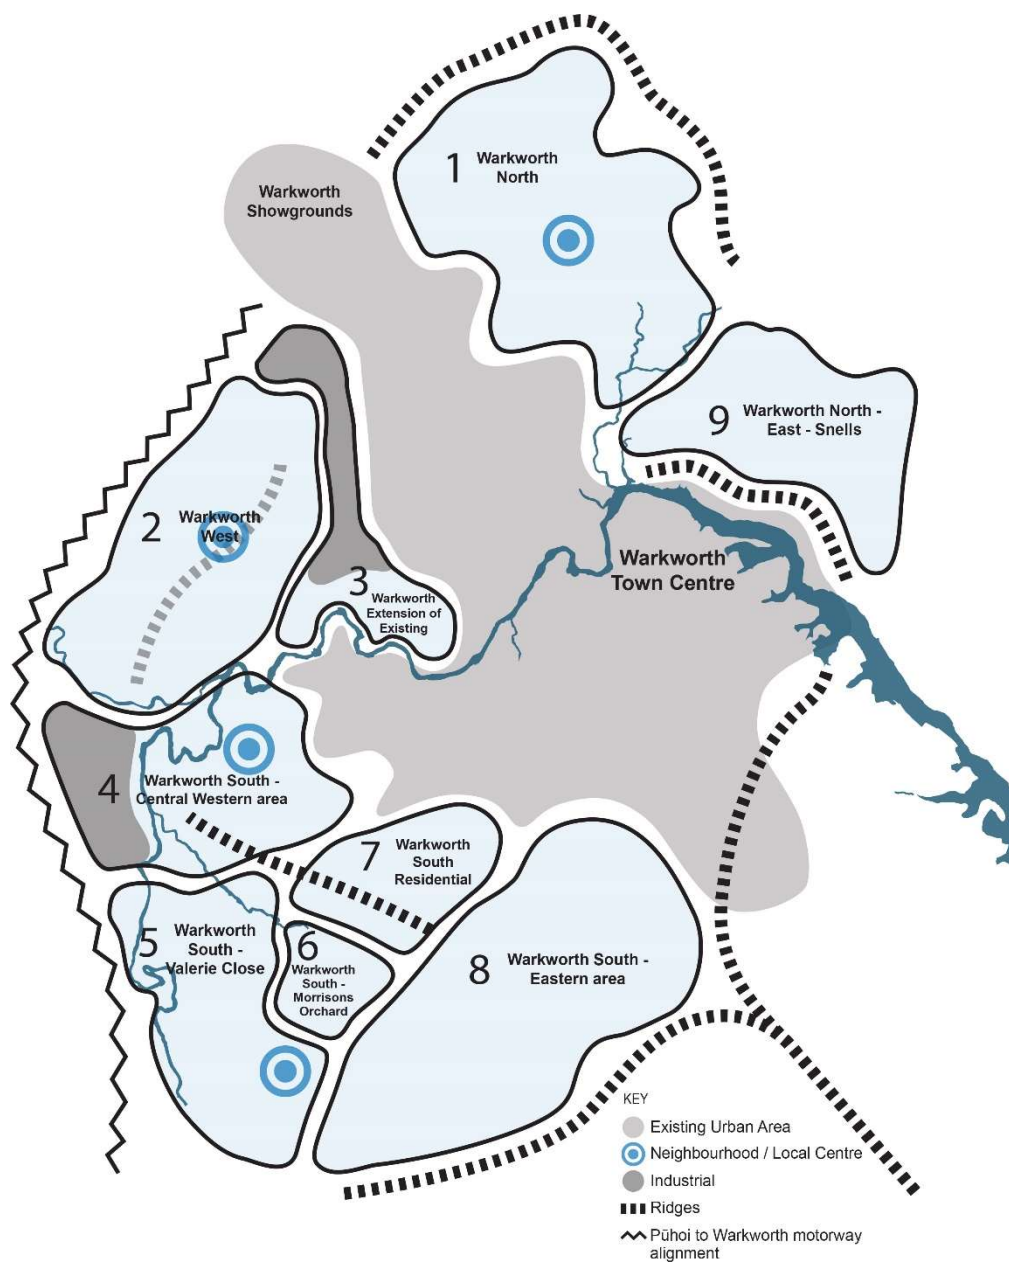 1
Warkworth
North
Warkworth
Showgrounds
9
Warkworth North -
East - Snells
2
Warkworth
West
3
Warkworth
Extension of
Existing
Warkworth
Town Centre
4
Warkworth South -
Central Western area
7
Warkworth
South
Residential
5
Warkworth
South -
Valerie Close
6
Warkworth
South -
Morrisons
Orchard
8
Warkworth South -
Eastern area
KEY
Existing Urban Area
Neighbourhood / Local Centre
Industrial
Ridges
Pūhoi to Warkworth motorway
alignment